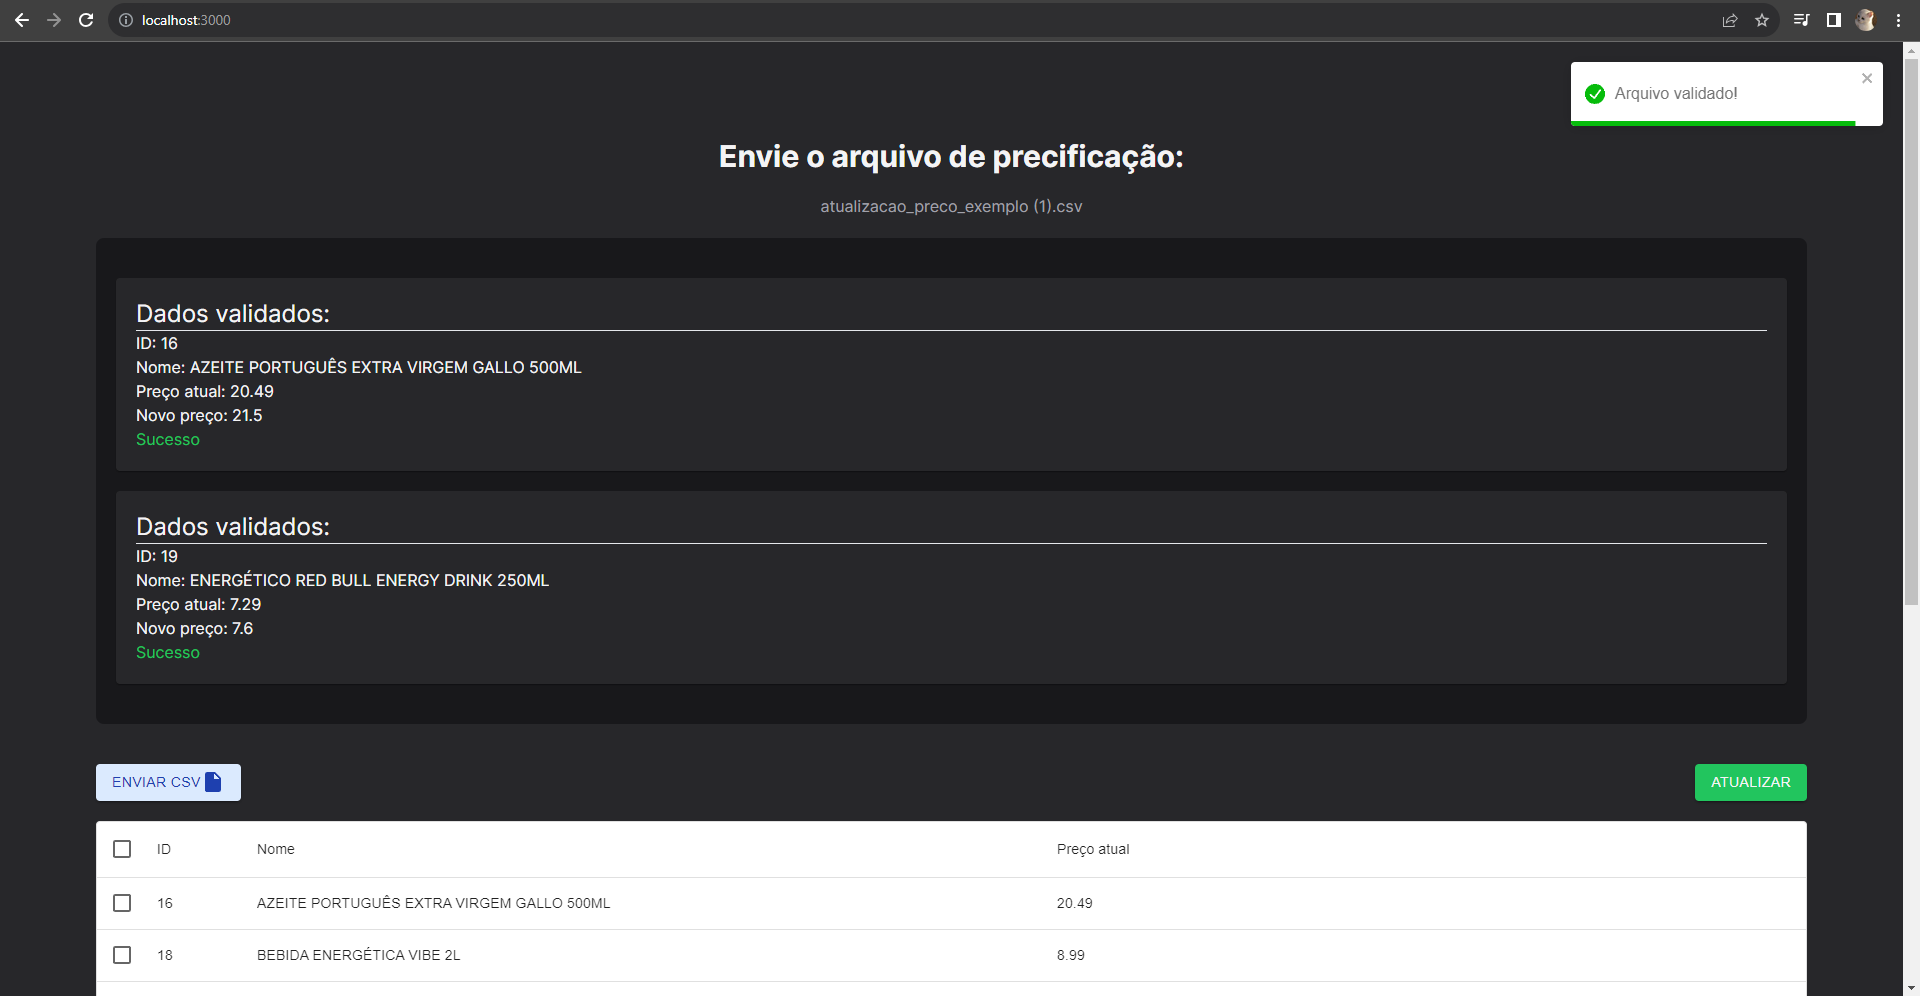 localhost:3000
Arquivo validado!
Envie o arquivo de precificação:
atualizacao_preco_exemplo (1).csv
Dados validados:
ID: 16
Nome: AZEITE PORTUGUÊS EXTRA VIRGEM GALLO 500ML
Preço atual: 20.49
Novo preço: 21.5
Sucesso
Dados validados:
ID: 19
Nome: ENERGÉTICO RED BULL ENERGY DRINK 250ML
Preço atual: 7.29
Novo preço: 7.6
Sucesso
ENVIAR CSV
ATUALIZAR
ID Nome Preço atual
16 AZEITE PORTUGUÊS EXTRA VIRGEM GALLO 500ML 20.49
18 BEBIDA ENERGÉTICA VIBE 2L 8.99